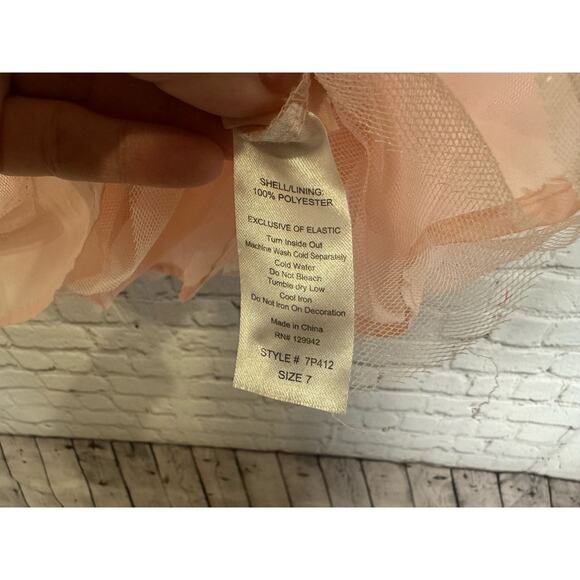 SHELL/LINING:
100% POLYESTER
EXCLUSIVE OF ELASTIC
Turn Inside Out
Machine Wash Cold Separately
Cold Water
Do Not Bleach
Tumble dry Low
Cool Iron
Do Not Iron On Decoration
Made in China
RN# 129942
STYLE # 7P412
SIZE 7